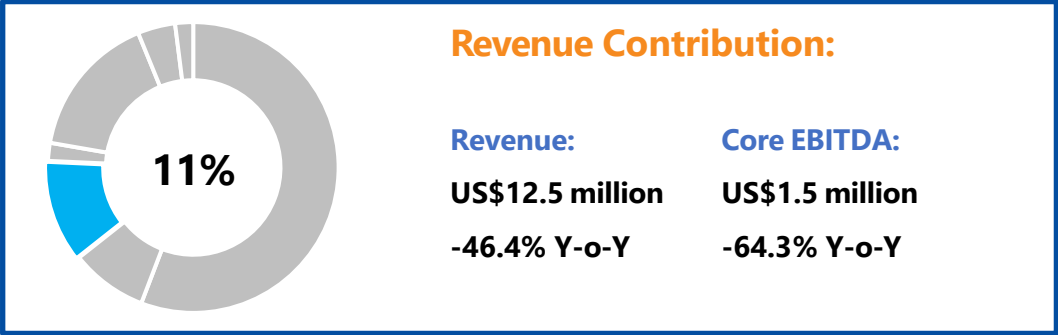 11%
Revenue Contribution:
Revenue:
US$12.5 million
-46.4% Y-o-Y
Core EBITDA:
US$1.5 million
-64.3% Y-o-Y